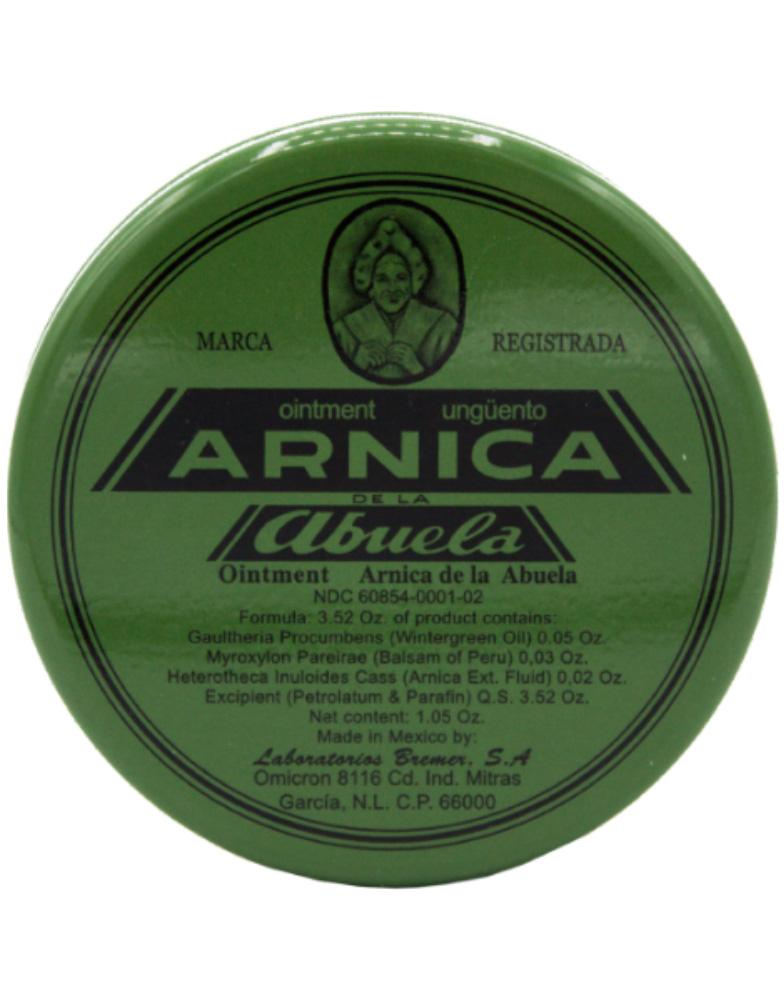 MARCA REGISTRADA
ointment ungüento
ARNICA
DE LA
Abuela
Ointment Arnica de la Abuela
NDC 60854-0001-02
Formula: 3.52 Oz. of product contains:
Gaultheria Procumbens (Wintergreen Oil) 0.05 Oz.
Myroxylon Pareirae (Balsam of Peru) 0,03 Oz.
Heterotheca Inuloides Cass (Arnica Ext. Fluid) 0,02 Oz.
Excipient (Petrolatum & Parafin) Q.S. 3.52 Oz.
Net content: 1.05 Oz.
Made in Mexico by:
Laboratorios Bremer, S.A
Omicron 8116 Cd. Ind. Mitras
García, N.L. C.P. 66000